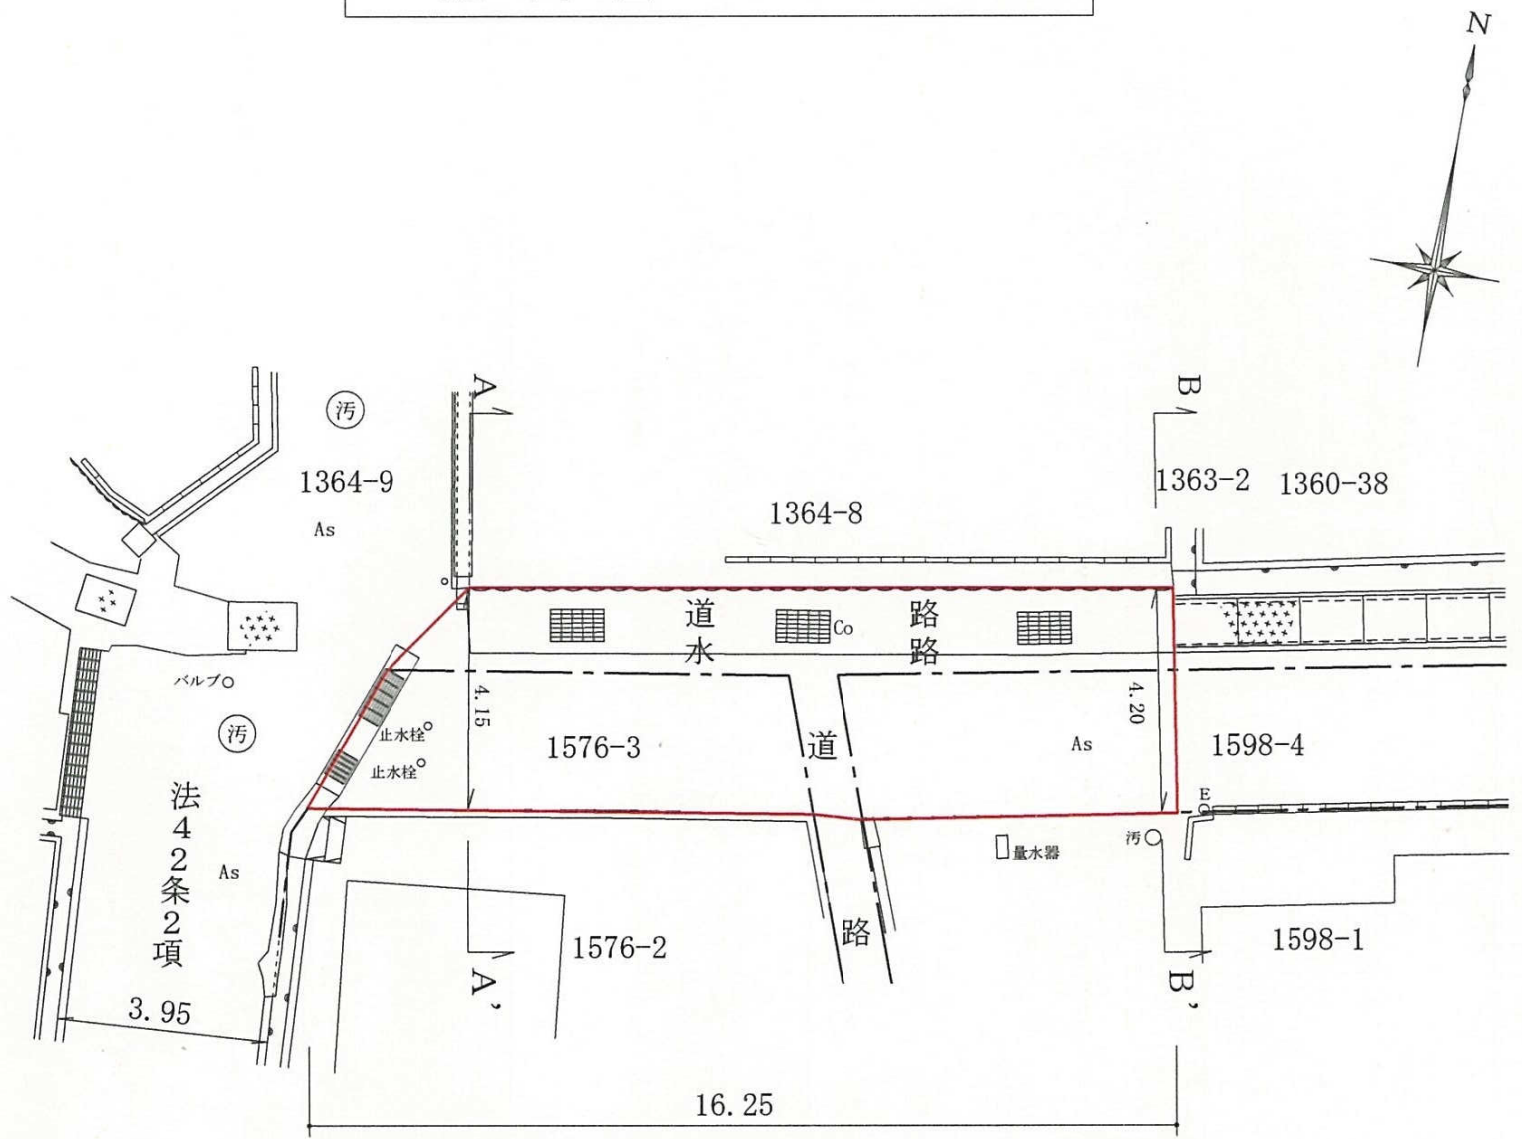 N
A
B
汚
1364-9
1363-2
1360-38
1364-8
As
道 路
水 路
Co
バルブ
4.15
4.20
汚
止水栓
1576-3
道
As
1598-4
止水栓
法42条2項
E
As
量水器
汚
路
1576-2
1598-1
A'
B'
3.95
16.25